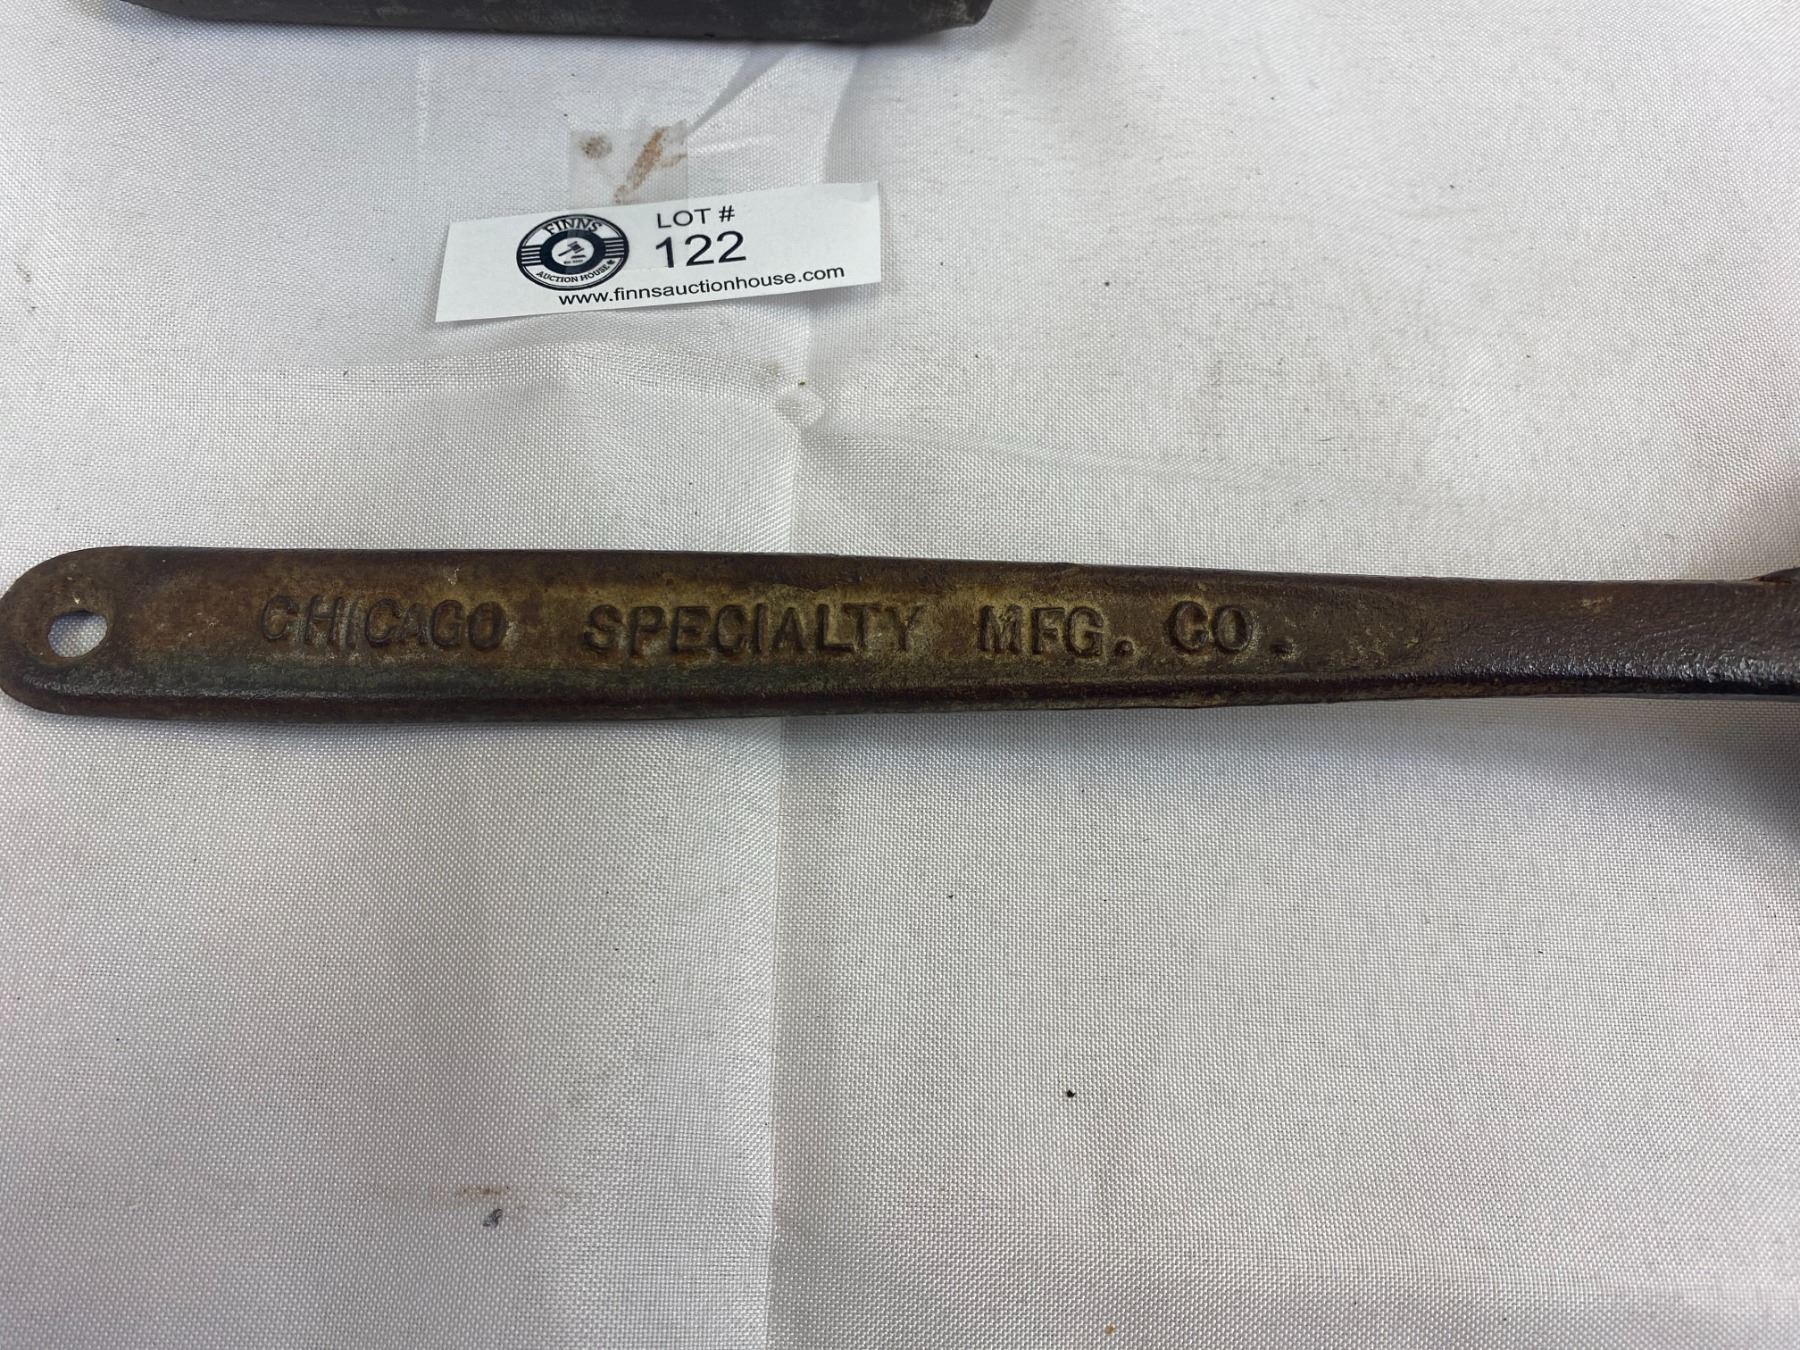 FINNS
AUCTION HOUSE
LOT #
122
www.finnsauctionhouse.com
CHICAGO SPECIALTY MFG. CO.